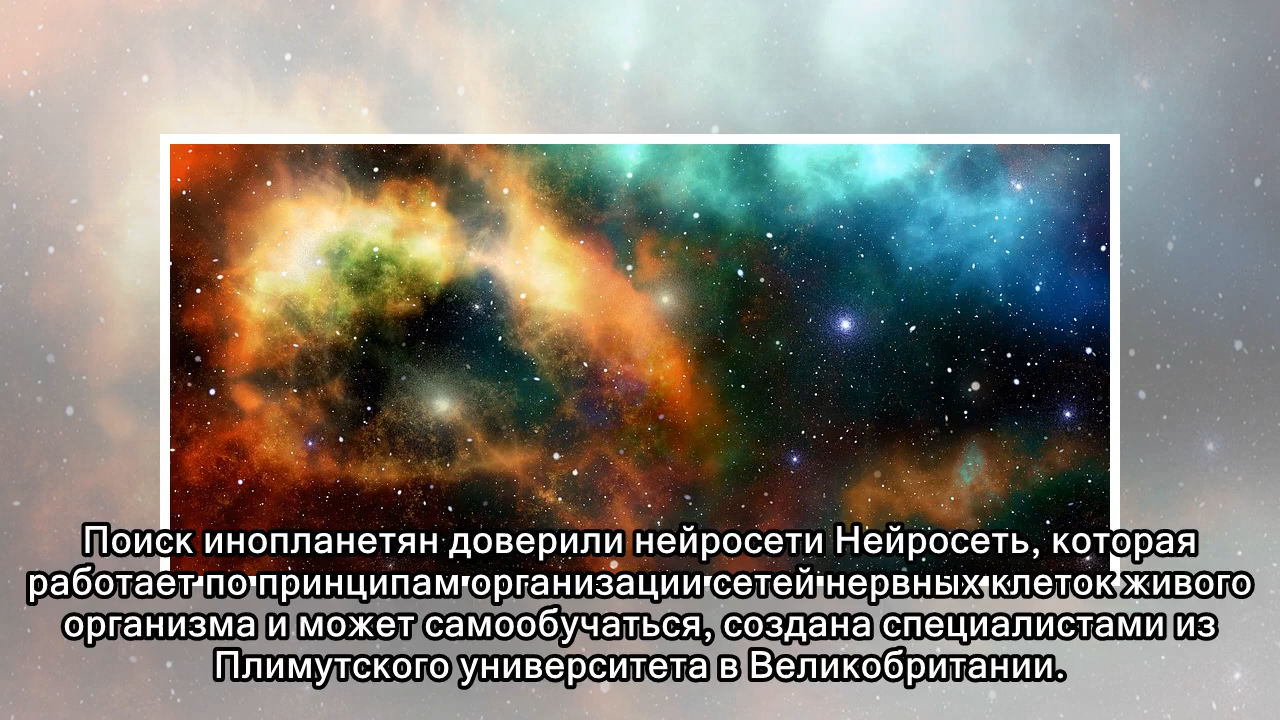 Поиск инопланетян доверили нейросети Нейросеть, которая
работает по принципам организации сетей нервных клеток живого
организма и может самообучаться, создана специалистами из
Плимутского университета в Великобритании.